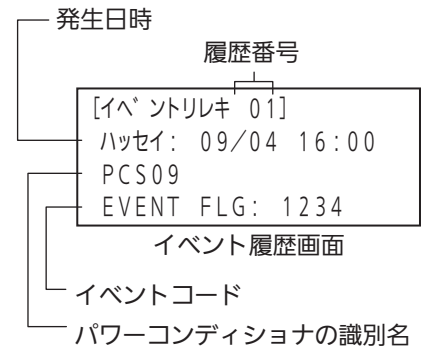 発生日時
履歴番号
[ｲﾍﾞﾝﾄﾘﾚｷ 01]
ﾊｯｾｲ: 09/04 16:00
PCS09
EVENT FLG: 1234
イベント履歴画面
イベントコード
パワーコンディショナの識別名